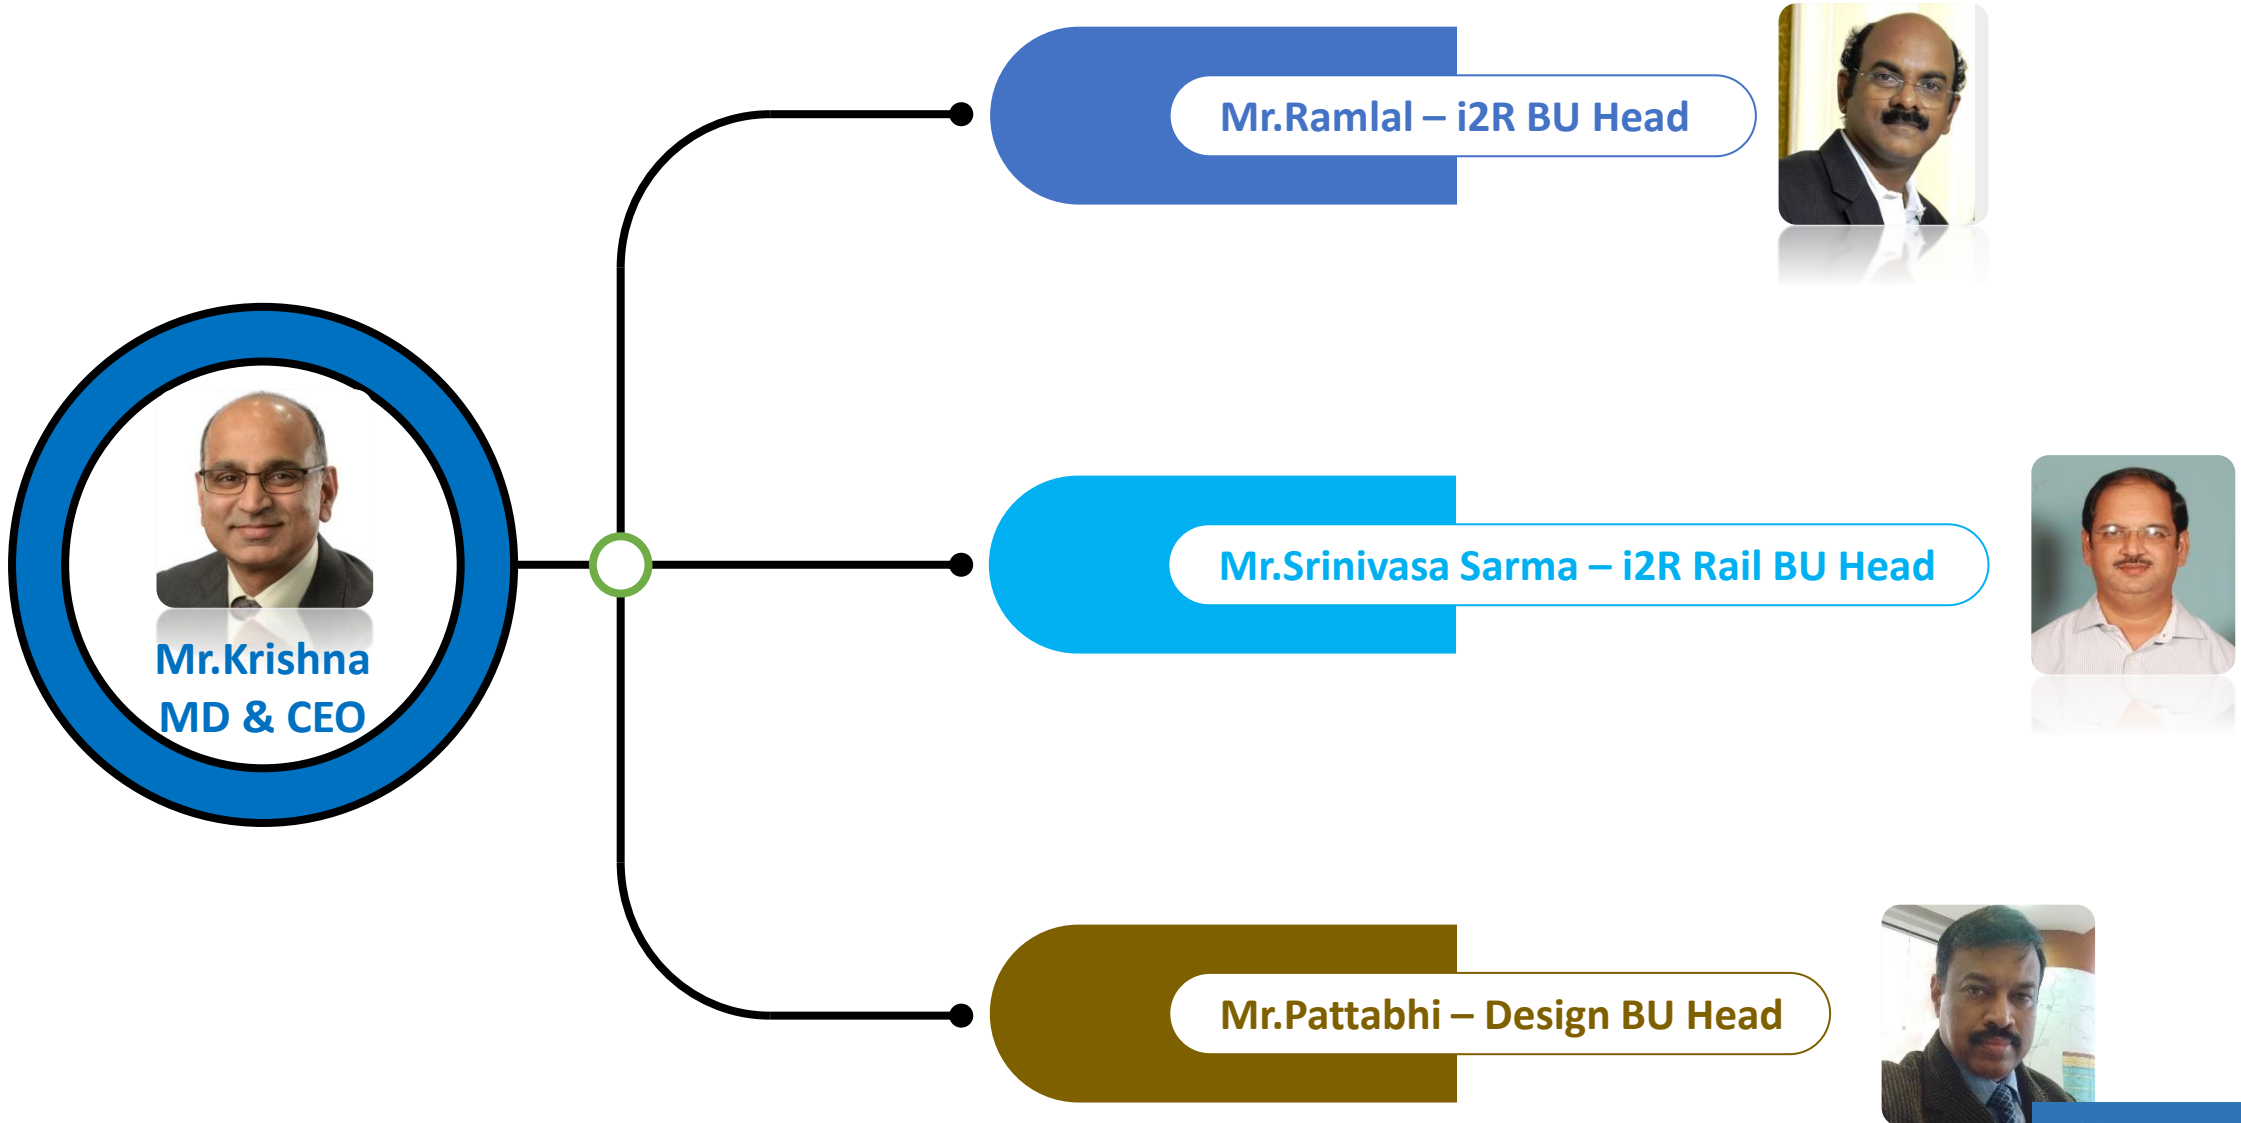 Mr.Ramlal – i2R BU Head
Mr.Krishna
MD & CEO
Mr.Srinivasa Sarma – i2R Rail BU Head
Mr.Pattabhi – Design BU Head